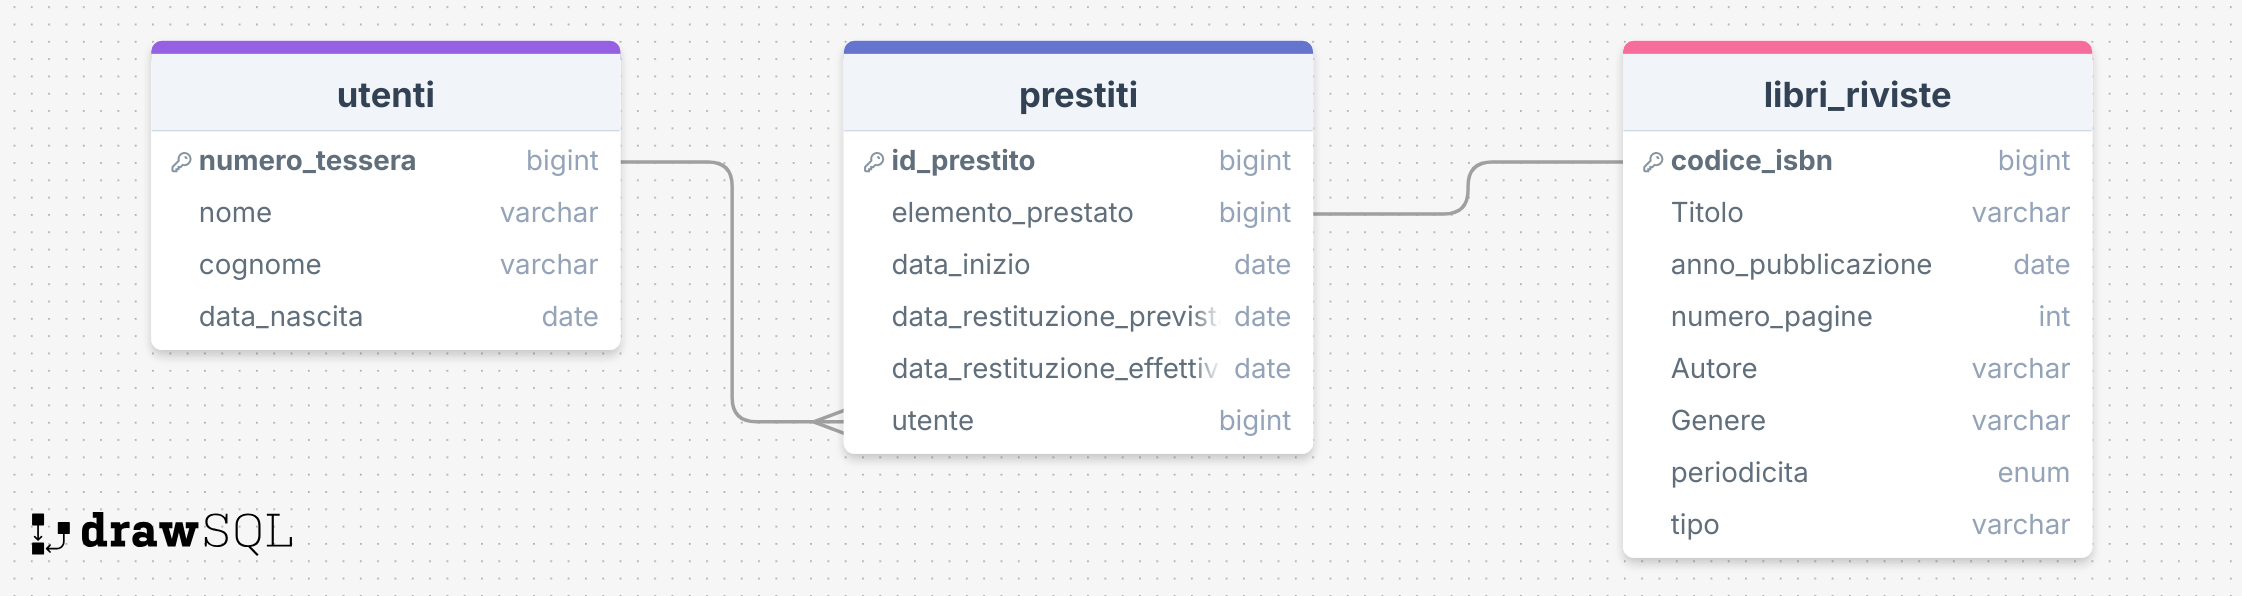 utenti
numero_tessera bigint
nome varchar
cognome varchar
data_nascita date
prestiti
id_prestito bigint
elemento_prestato bigint
data_inizio date
data_restituzione_previst date
data_restituzione_effettiv date
utente bigint
libri_riviste
codice_isbn bigint
Titolo varchar
anno_pubblicazione date
numero_pagine int
Autore varchar
Genere varchar
periodicita enum
tipo varchar
drawSQL